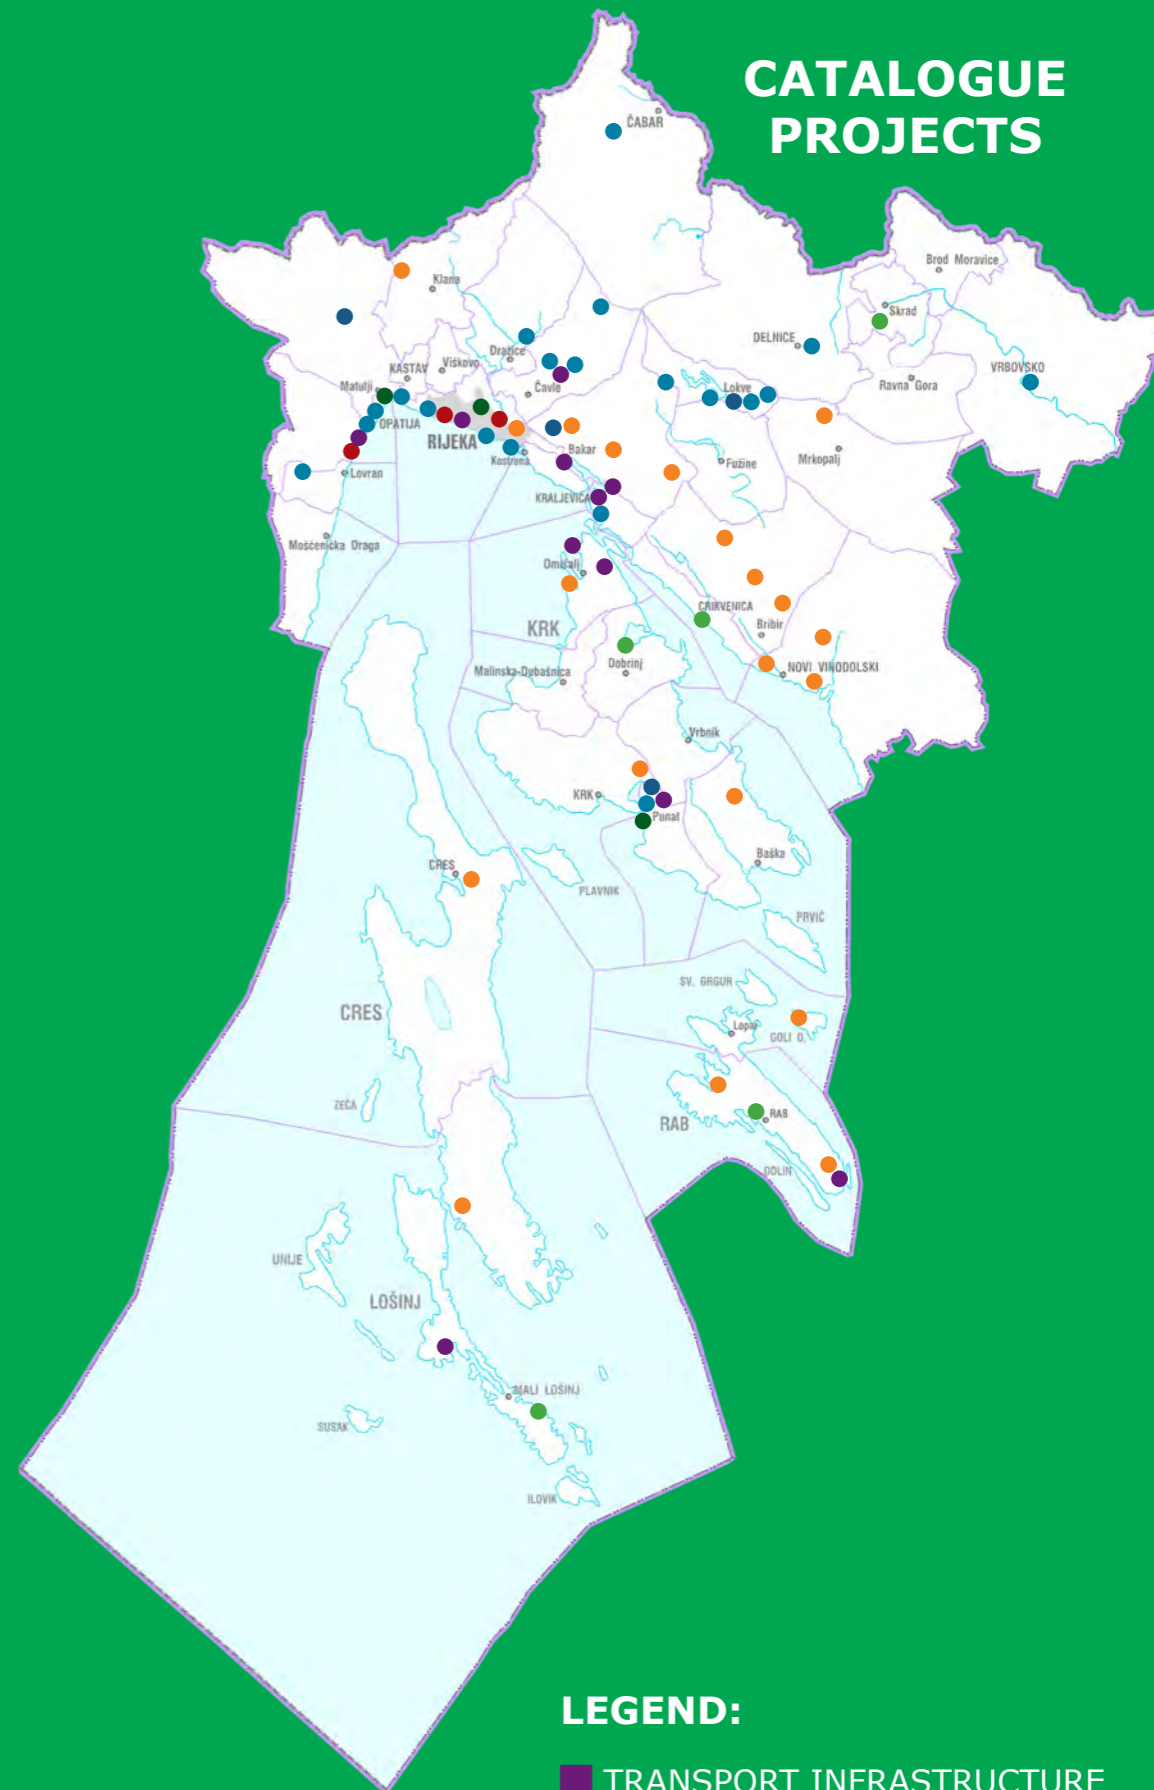 CATALOGUE
PROJECTS
ČABAR
Brod Moravice
Klana
Skrad
DELNICE
Dražice
VRBOVSKO
KASTAV
Viškovo
Ravna Gora
Matulji
Čavle
Lokve
OPATIJA
RIJEKA
Bakar
Mrkopalj
Kostrena
Fužine
Lovran
KRALJEVICA
Mošćenička Draga
Omišalj
CRIKVENICA
Bribir
KRK
Dobrinj
NOVI VINODOLSKI
Malinska-Dubašnica
Vrbnik
KRK
Punat
Baška
CRES
PLAVNIK
PRVIĆ
SV. GRGUR
CRES
Lopar
GOLI O.
ZEČA
RAB
RAB
DOLIN
UNIJE
LOŠINJ
MALI LOŠINJ
SUSAK
ILOVIK
LEGEND:
TRANSPORT INFRASTRUCTURE